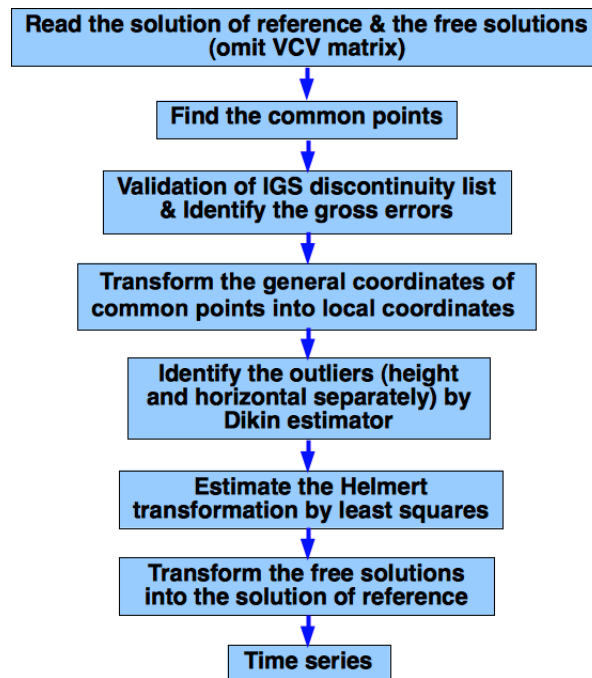 Read the solution of reference & the free solutions
(omit VCV matrix)
Find the common points
Validation of IGS discontinuity list
& Identify the gross errors
Transform the general coordinates of
common points into local coordinates
Identify the outliers (height
and horizontal separately) by
Dikin estimator
Estimate the Helmert
transformation by least squares
Transform the free solutions
into the solution of reference
Time series